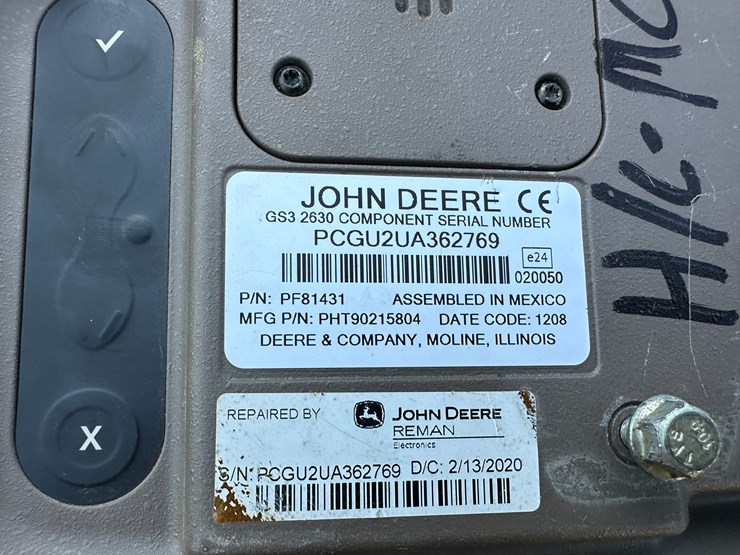 JOHN DEERE CE
GS3 2630 COMPONENT SERIAL NUMBER
PCGU2UA362769
e24
020050
P/N: PF81431 ASSEMBLED IN MEXICO
MFG P/N: PHT90215804 DATE CODE: 1208
DEERE & COMPANY, MOLINE, ILLINOIS
REPAIRED BY JOHN DEERE
REMAN
Electronics
S/N: PCGU2UA362769 D/C: 2/13/2020
X